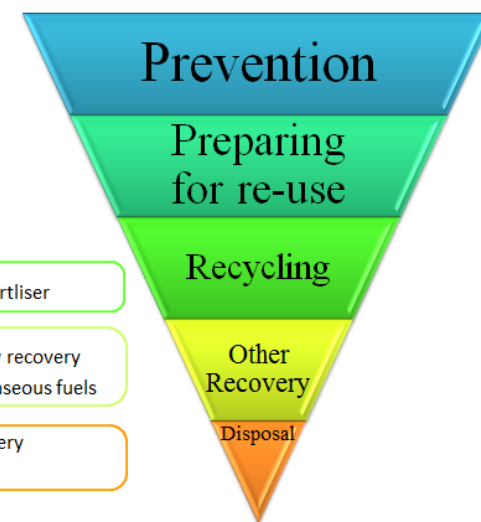 Prevention
Preparing
for re-use
Recycling
rtliser
Other
Recovery
recovery
aseous fuels
Disposal
ery